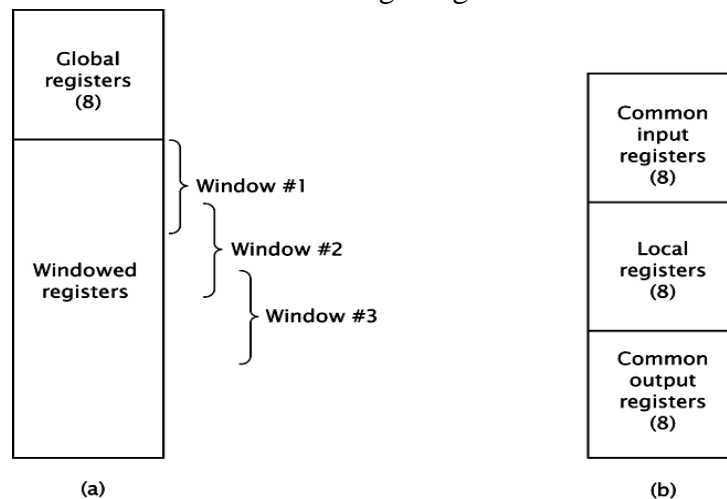 Global
registers
(8)
Window #1
Window #2
Windowed
registers
Window #3
(a)
Common
input
registers
(8)
Local
registers
(8)
Common
output
registers
(8)
(b)